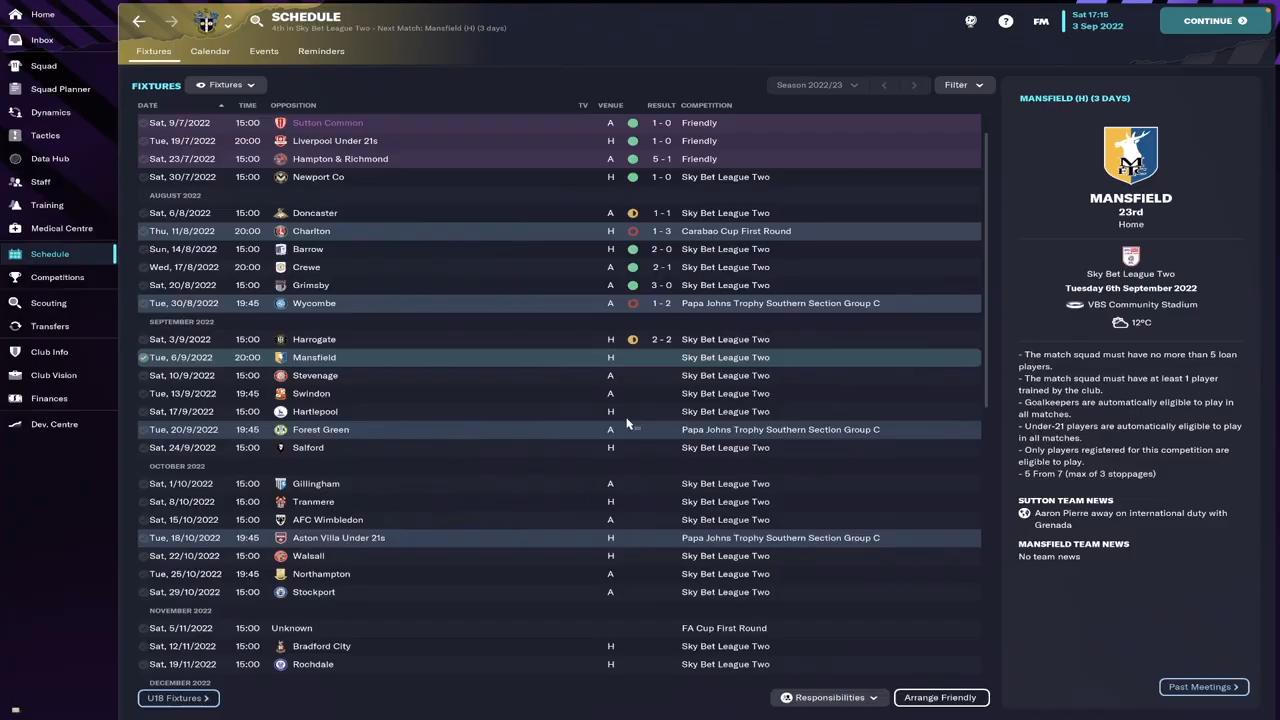 Home
Inbox
Squad
Squad Planner
Dynamics
Tactics
Data Hub
Staff
Training
Medical Centre
Schedule
Competitions
Scouting
Transfers
Club Info
Club Vision
Finances
Dev. Centre
SCHEDULE
4th in Sky Bet League Two - Next Match: Mansfield (H) (3 days)
FM
Sat 17:15
3 Sep 2022
CONTINUE
Fixtures Calendar Events Reminders
FIXTURES Fixtures Season 2022/23 Filter
DATE TIME OPPOSITION TV VENUE RESULT COMPETITION
Sat, 9/7/2022 15:00 Sutton Common A 1 - 0 Friendly
Tue, 19/7/2022 20:00 Liverpool Under 21s H 1 - 0 Friendly
Sat, 23/7/2022 15:00 Hampton & Richmond A 5 - 1 Friendly
Sat, 30/7/2022 15:00 Newport Co H 1 - 0 Sky Bet League Two
AUGUST 2022
Sat, 6/8/2022 15:00 Doncaster A 1 - 1 Sky Bet League Two
Thu, 11/8/2022 20:00 Charlton H 1 - 3 Carabao Cup First Round
Sun, 14/8/2022 15:00 Barrow H 2 - 0 Sky Bet League Two
Wed, 17/8/2022 20:00 Crewe A 2 - 1 Sky Bet League Two
Sat, 20/8/2022 15:00 Grimsby A 3 - 0 Sky Bet League Two
Tue, 30/8/2022 19:45 Wycombe A 1 - 2 Papa Johns Trophy Southern Section Group C
SEPTEMBER 2022
Sat, 3/9/2022 15:00 Harrogate H 2 - 2 Sky Bet League Two
Tue, 6/9/2022 20:00 Mansfield H Sky Bet League Two
Sat, 10/9/2022 15:00 Stevenage A Sky Bet League Two
Tue, 13/9/2022 19:45 Swindon A Sky Bet League Two
Sat, 17/9/2022 15:00 Hartlepool H Sky Bet League Two
Tue, 20/9/2022 19:45 Forest Green A Papa Johns Trophy Southern Section Group C
Sat, 24/9/2022 15:00 Salford H Sky Bet League Two
OCTOBER 2022
Sat, 1/10/2022 15:00 Gillingham A Sky Bet League Two
Sat, 8/10/2022 15:00 Tranmere H Sky Bet League Two
Sat, 15/10/2022 15:00 AFC Wimbledon A Sky Bet League Two
Tue, 18/10/2022 19:45 Aston Villa Under 21s H Papa Johns Trophy Southern Section Group C
Sat, 22/10/2022 15:00 Walsall H Sky Bet League Two
Tue, 25/10/2022 19:45 Northampton A Sky Bet League Two
Sat, 29/10/2022 15:00 Stockport A Sky Bet League Two
NOVEMBER 2022
Sat, 5/11/2022 15:00 Unknown FA Cup First Round
Sat, 12/11/2022 15:00 Bradford City H Sky Bet League Two
Sat, 19/11/2022 15:00 Rochdale H Sky Bet League Two
DECEMBER 2022
U18 Fixtures > Responsibilities Arrange Friendly
MANSFIELD (H) (3 DAYS)
MANSFIELD
23rd
Home
Sky Bet League Two
Tuesday 6th September 2022
VBS Community Stadium
12°C
- The match squad must have no more than 5 loan
players.
- The match squad must have at least 1 player
trained by the club.
- Goalkeepers are automatically eligible to play in
all matches.
- Under-21 players are automatically eligible to play
in all matches.
- Only players registered for this competition are
eligible to play.
- 5 From 7 (max of 3 stoppages)
SUTTON TEAM NEWS
Aaron Pierre away on international duty with
Grenada
MANSFIELD TEAM NEWS
No team news
Past Meetings >